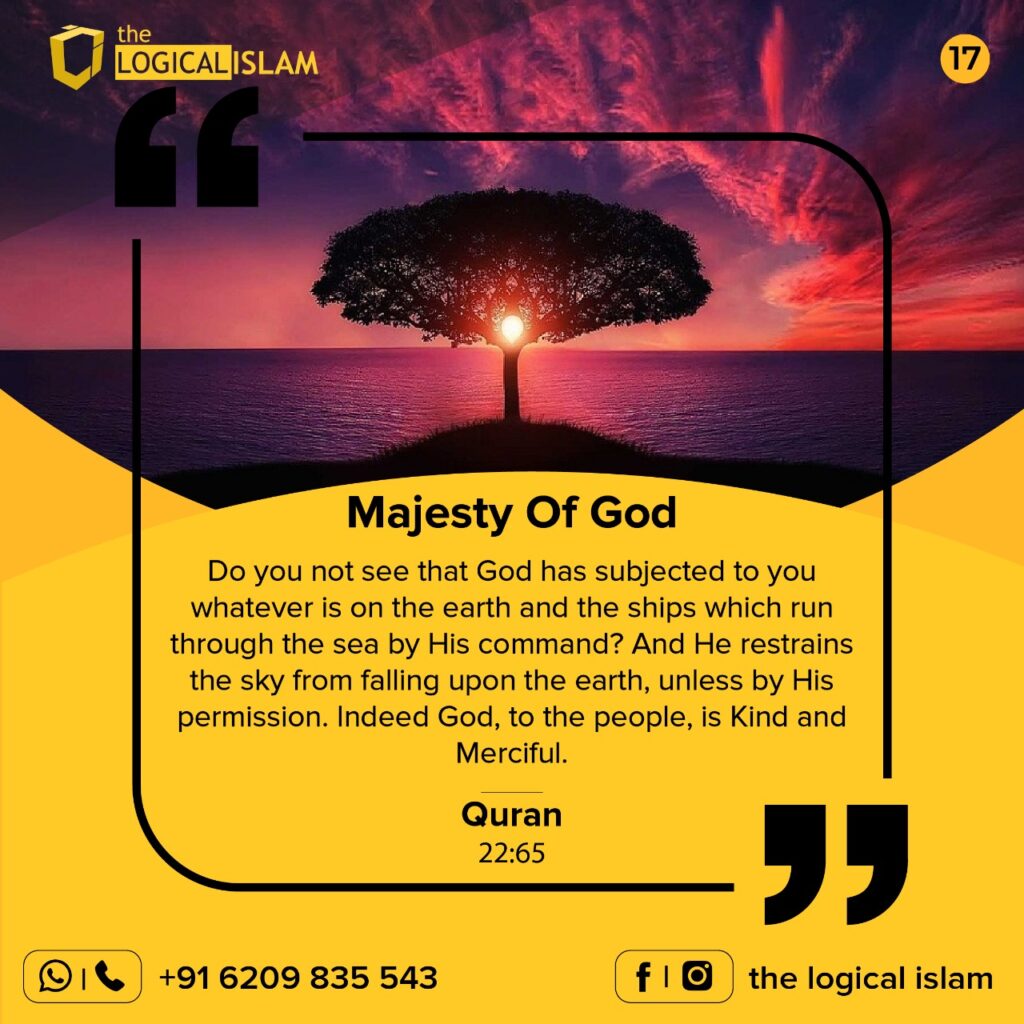 the
LOGICAL ISLAM
17
Majesty Of God
Do you not see that God has subjected to you
whatever is on the earth and the ships which run
through the sea by His command? And He restrains
the sky from falling upon the earth, unless by His
permission. Indeed God, to the people, is Kind and
Merciful.
Quran
22:65
+91 6209 835 543
the logical islam